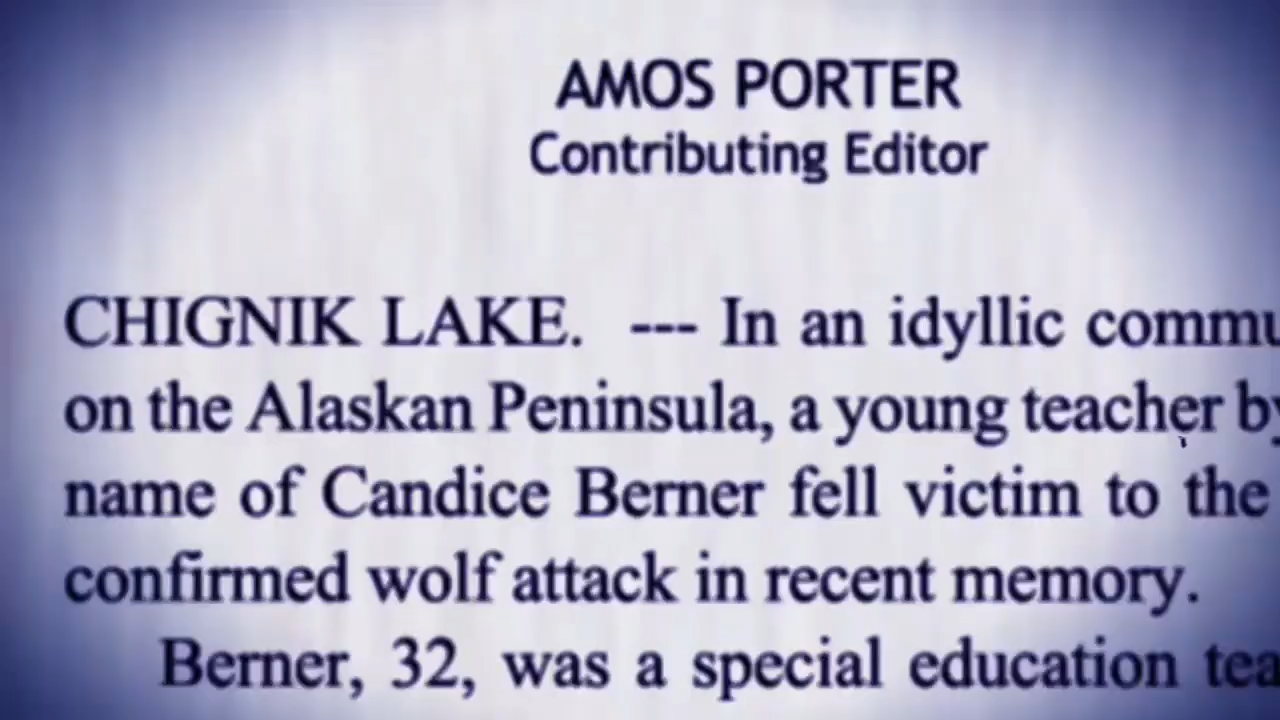 AMOS PORTER
Contributing Editor
CHIGNIK LAKE. --- In an idyllic
on the Alaskan Peninsula, a young teacher
name of Candice Berner fell victim to the
confirmed wolf attack in recent memory.
Berner, 32, was a special education